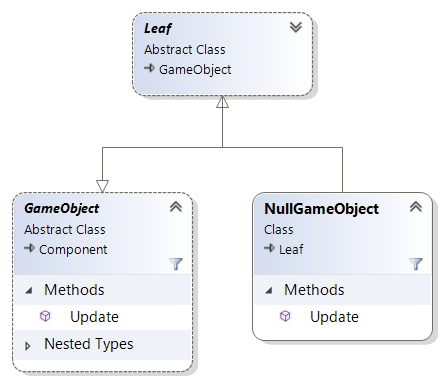 Leaf
Abstract Class
GameObject
GameObject
Abstract Class
Component
Methods
Update
Nested Types
NullGameObject
Class
Leaf
Methods
Update